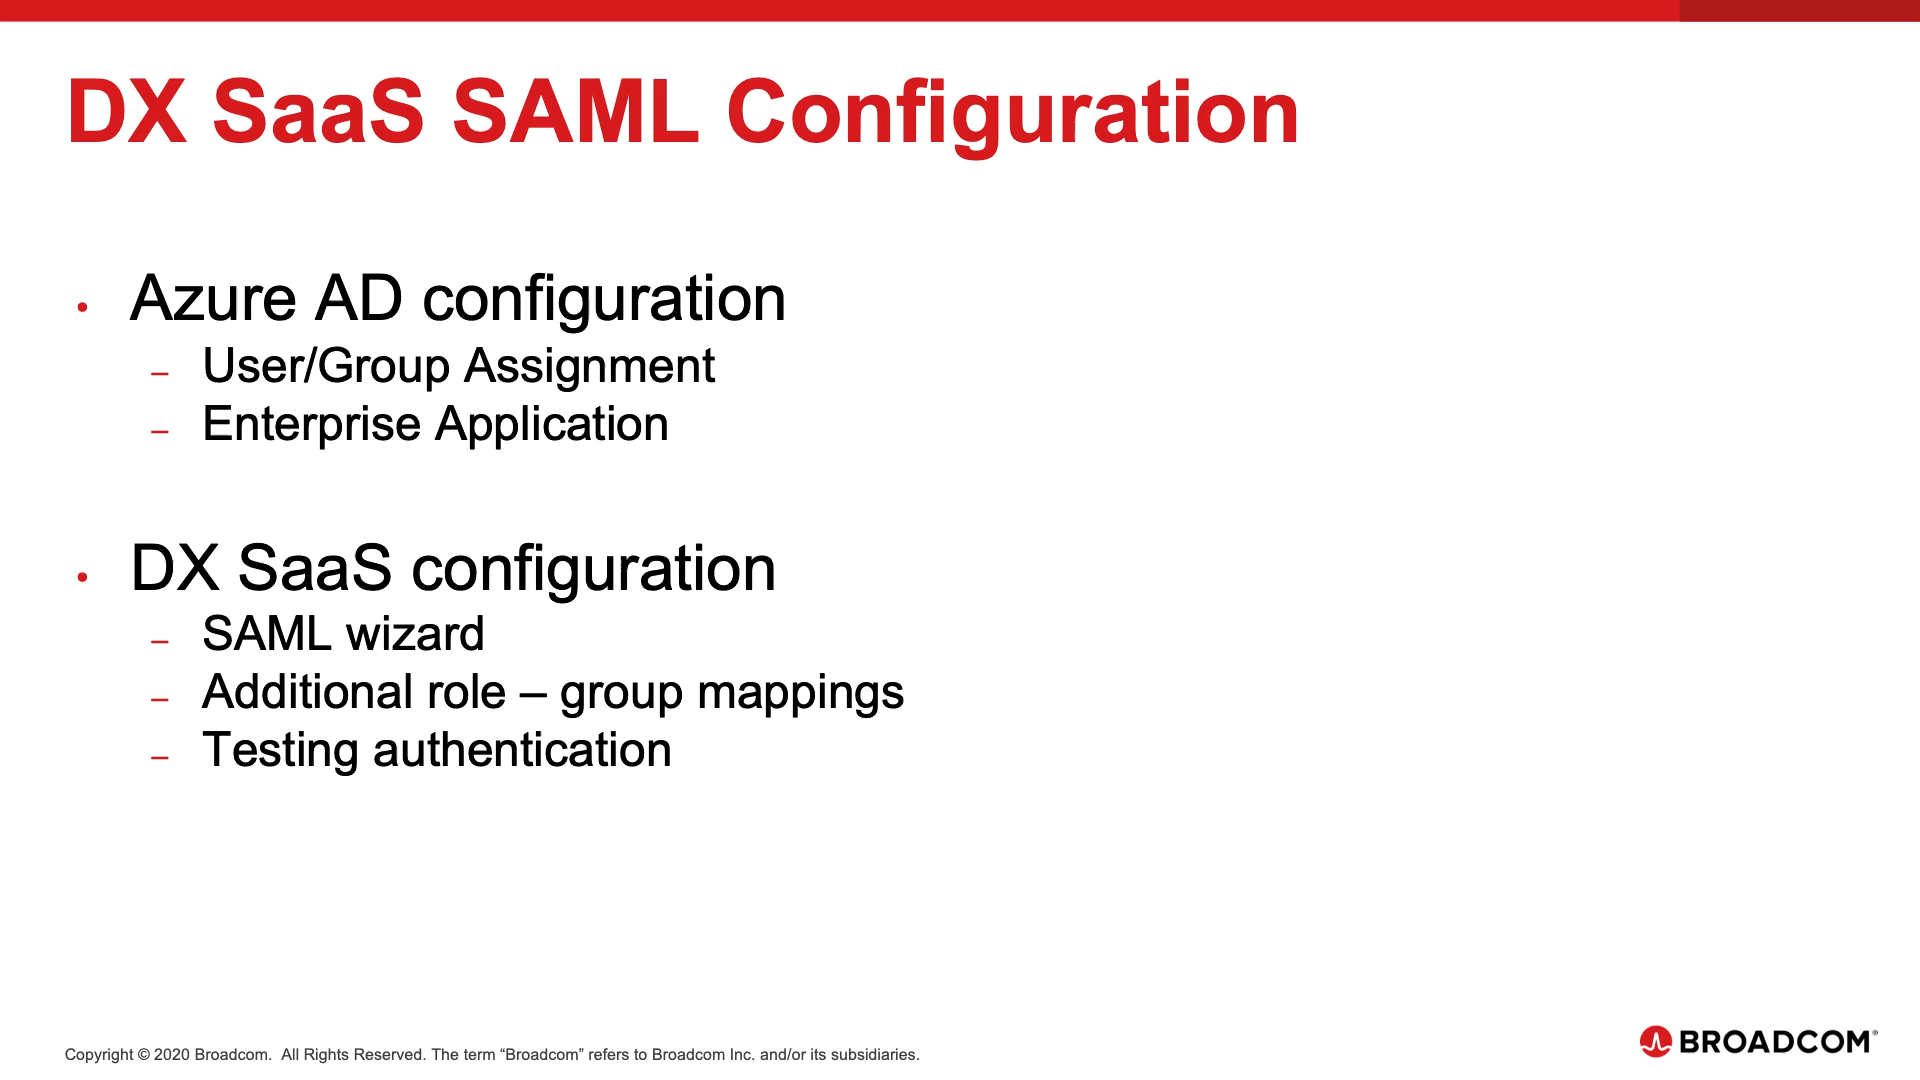 DX SaaS SAML Configuration
• Azure AD configuration
– User/Group Assignment
– Enterprise Application
• DX SaaS configuration
– SAML wizard
– Additional role – group mappings
– Testing authentication
Copyright © 2020 Broadcom.  All Rights Reserved. The term “Broadcom” refers to Broadcom Inc. and/or its subsidiaries.
BROADCOM®